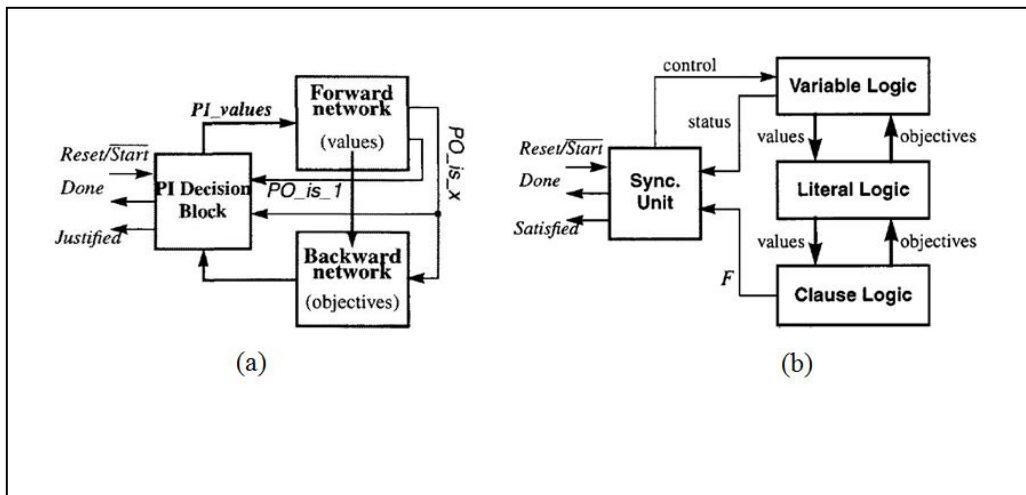 Forward
network
(values)
PI_values
PO_is_x
Reset/Start
Done
Justified
PI Decision
Block
PO_is_1
Backward
network
(objectives)
(a)
control
Variable Logic
status
values
objectives
Reset/Start
Done
Satisfied
Sync.
Unit
Literal Logic
values
objectives
F
Clause Logic
(b)